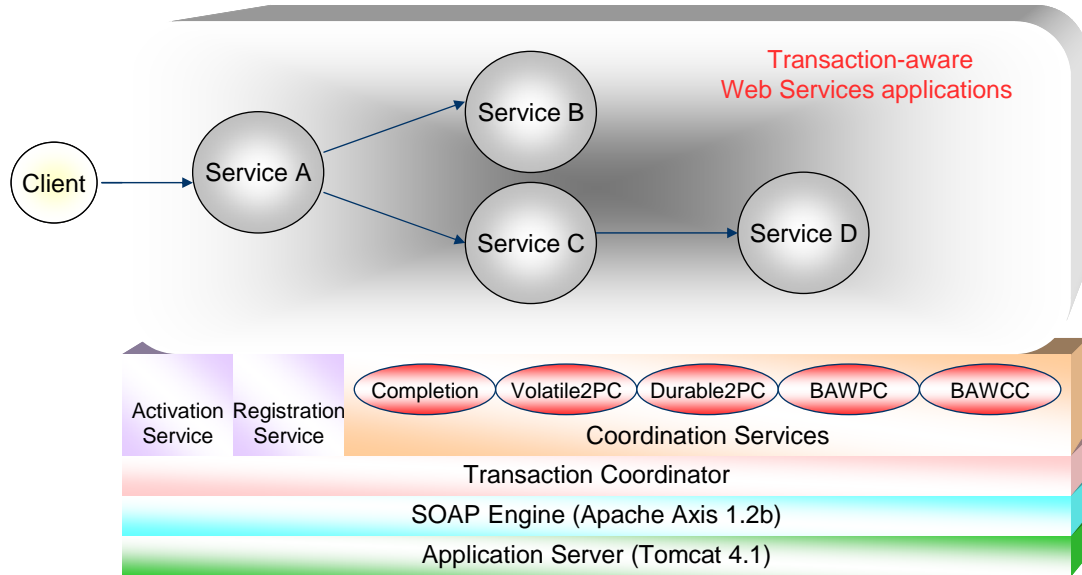 Transaction-aware
Web Services applications
Service B
Service A
Client
Service C
Service D
Completion
Volatile2PC
Durable2PC
BAWPC
BAWCC
Activation
Service
Registration
Service
Coordination Services
Transaction Coordinator
SOAP Engine (Apache Axis 1.2b)
Application Server (Tomcat 4.1)